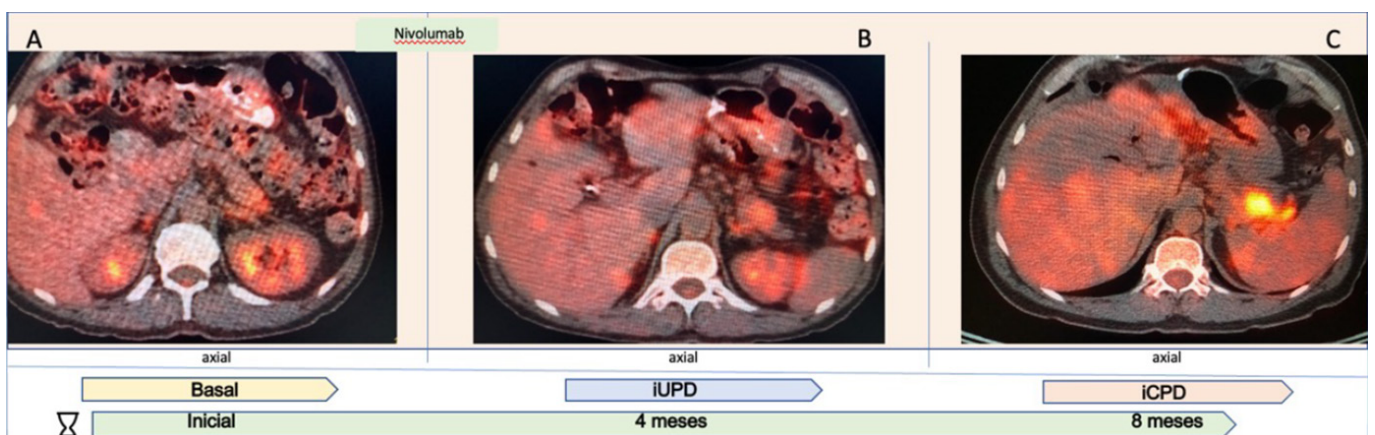 Nivolumab
A
B
C
axial
axial
axial
Basal
iUPD
iCPD
Inicial
4 meses
8 meses